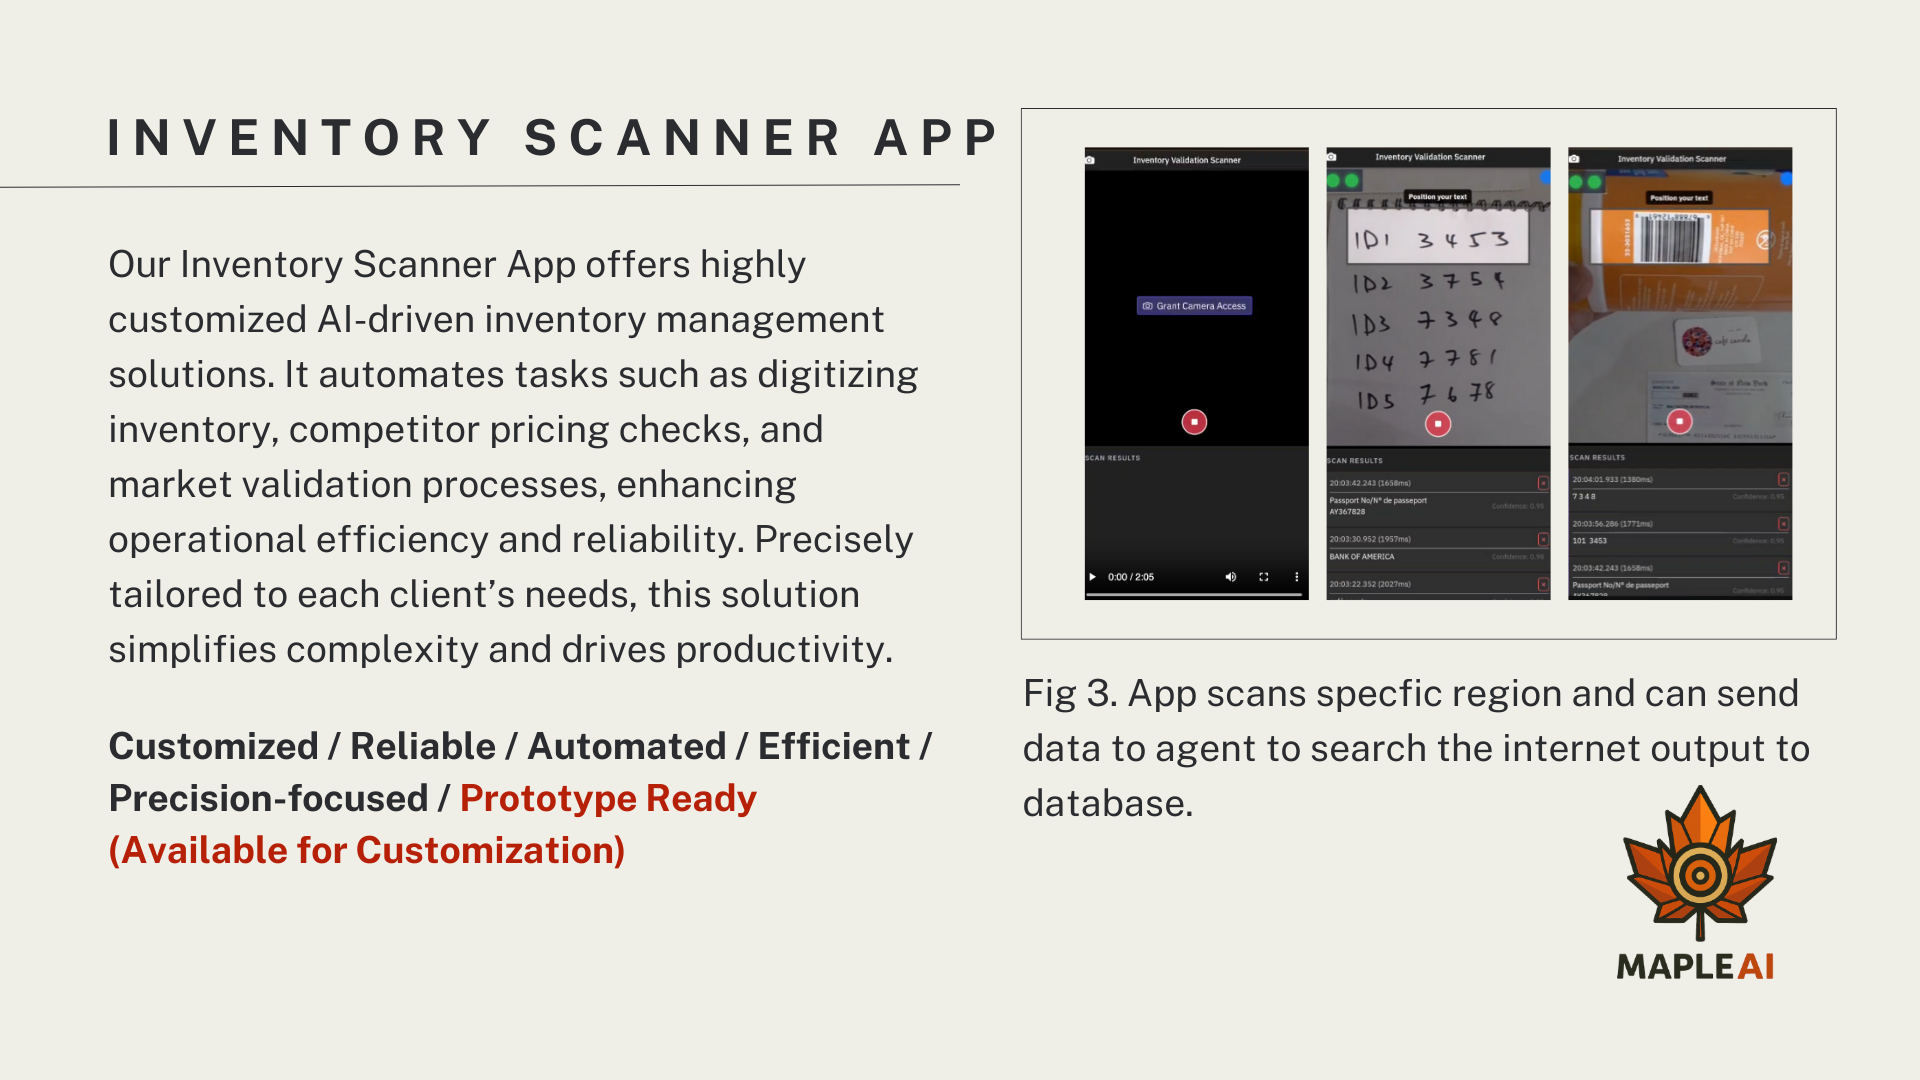 INVENTORY SCANNER APP
Our Inventory Scanner App offers highly
customized AI-driven inventory management
solutions. It automates tasks such as digitizing
inventory, competitor pricing checks, and
market validation processes, enhancing
operational efficiency and reliability. Precisely
tailored to each client’s needs, this solution
simplifies complexity and drives productivity.
Customized / Reliable / Automated / Efficient /
Precision-focused / Prototype Ready
(Available for Customization)
Inventory Validation Scanner
Grant Camera Access
SCAN RESULTS
0:00 / 2:05
Inventory Validation Scanner
Position your text
ID1 3453
ID2 3754
ID3 7348
ID4 7781
ID5 7678
SCAN RESULTS
20:03:42.243 (1658ms)
Passport No/N° de passeport
AY367828
Confidence: 0.95
20:03:30.952 (1957ms)
BANK OF AMERICA
Confidence: 0.98
20:03:22.352 (2027ms)
Inventory Validation Scanner
Position your text
State of New York
SCAN RESULTS
20:04:01.933 (1380ms)
7348
Confidence: 0.95
20:03:56.286 (1771ms)
101 3453
Confidence: 0.95
20:03:42.243 (1658ms)
Passport No/N° de passeport
AY367828
Confidence: 0.95
Fig 3. App scans specfic region and can send
data to agent to search the internet output to
database.
MAPLEAI